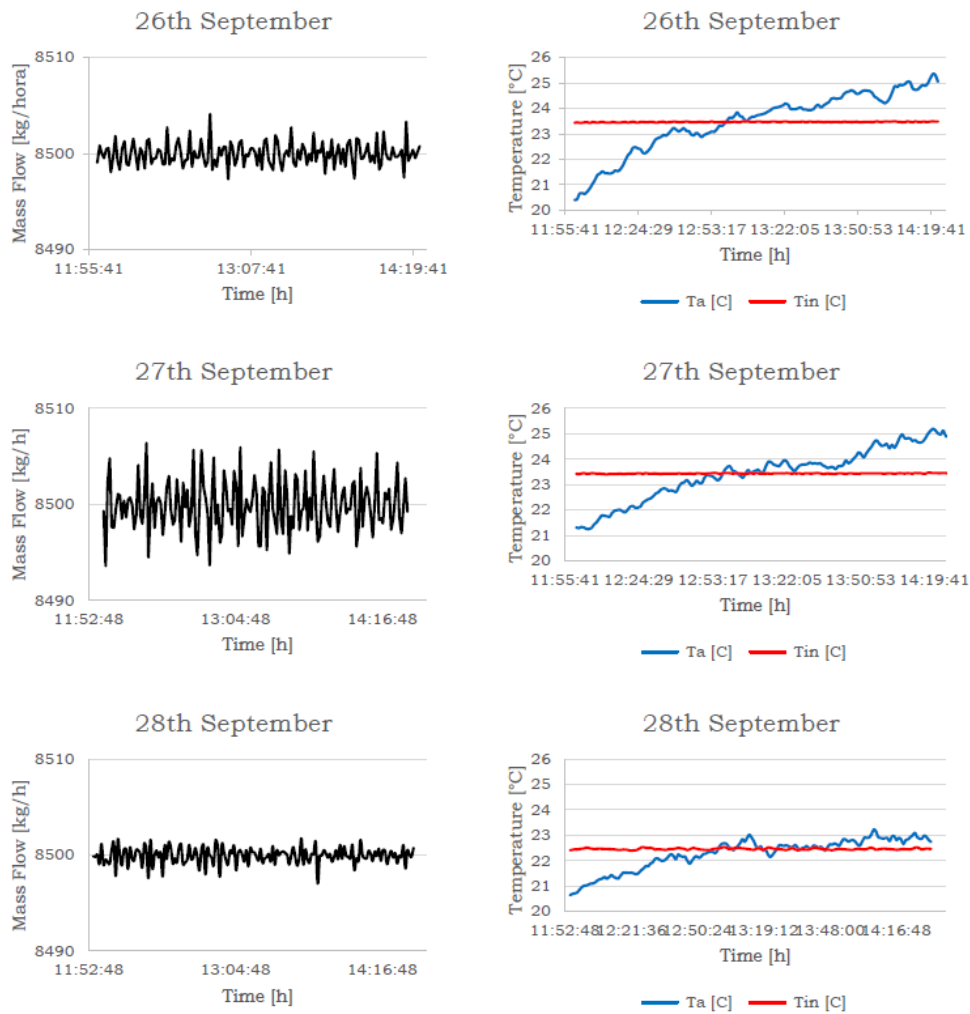 26th September
8510
8500
8490
Mass Flow [kg/hora]
11:55:41 13:07:41 14:19:41
Time [h]
26th September
26
25
24
23
22
21
20
Temperature [°C]
11:55:41 12:24:29 12:53:17 13:22:05 13:50:53 14:19:41
Time [h]
Ta [C] Tin [C]
27th September
8510
8500
8490
Mass Flow [kg/h]
11:52:48 13:04:48 14:16:48
Time [h]
27th September
26
25
24
23
22
21
20
Temperature [°C]
11:55:41 12:24:29 12:53:17 13:22:05 13:50:53 14:19:41
Time [h]
Ta [C] Tin [C]
28th September
8510
8500
8490
Mass Flow [kg/h]
11:52:48 13:04:48 14:16:48
Time [h]
28th September
26
25
24
23
22
21
20
Temperature [°C]
11:52:48 12:21:36 12:50:24 13:19:12 13:48:00 14:16:48
Time [h]
Ta [C] Tin [C]